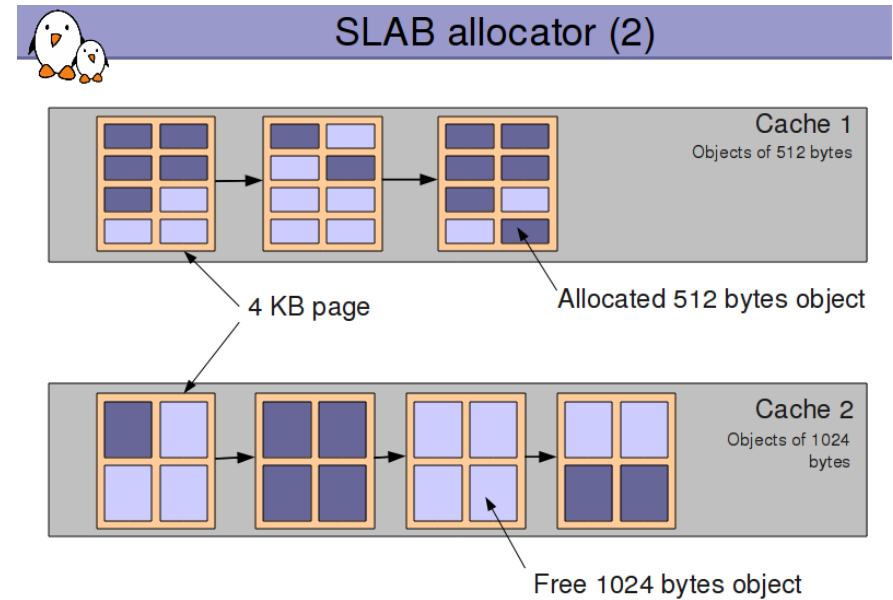 SLAB allocator (2)
Cache 1
Objects of 512 bytes
Allocated 512 bytes object
4 KB page
Cache 2
Objects of 1024
bytes
Free 1024 bytes object